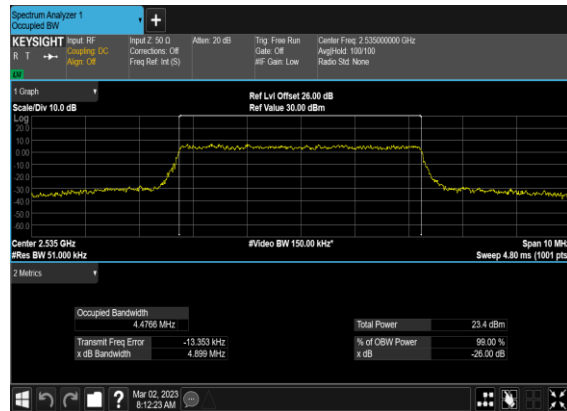 Spectrum Analyzer 1
Occupied BW
+
KEYSIGHT Input: RF Input Z: 50 Ω Atten: 20 dB Trig: Free Run Center Freq: 2.535000000 GHz
R T Coupling: DC Corrections: Off Gate: Off Avg|Hold: 100/100
Align: Off Freq Ref: Int (S) #IF Gain: Low Radio Std: None
1 Graph
Ref Lvl Offset 26.00 dB
Scale/Div 10.0 dB Ref Value 30.00 dBm
Log
20.0
10.0
0.00
-10.0
-20.0
-30.0
-40.0
-50.0
-60.0
Center 2.535 GHz #Video BW 150.00 kHz* Span 10 MHz
#Res BW 51.000 kHz Sweep 4.80 ms (1001 pts)
2 Metrics
Occupied Bandwidth
4.4766 MHz Total Power 23.4 dBm
Transmit Freq Error -13.353 kHz % of OBW Power 99.00 %
x dB Bandwidth 4.899 MHz x dB -26.00 dB
? Mar 02, 2023
8:12:23 AM